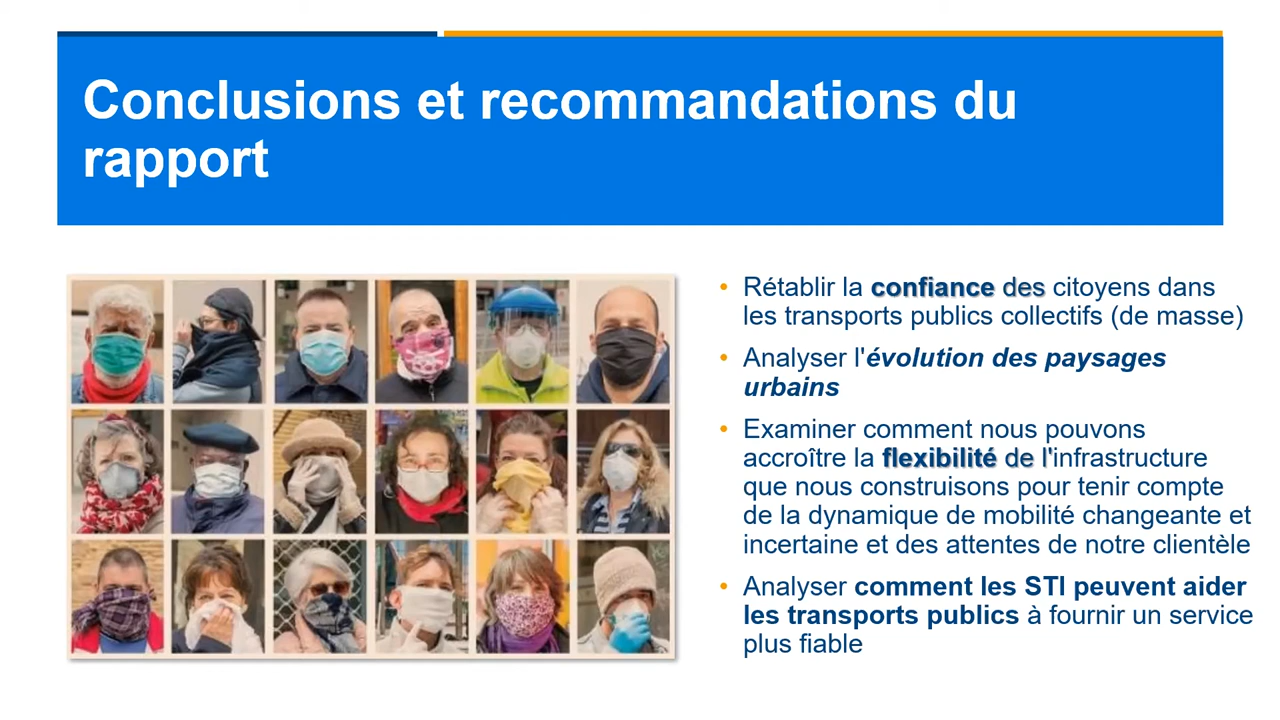 Conclusions et recommandations du
rapport
• Rétablir la confiance des citoyens dans
les transports publics collectifs (de masse)
• Analyser l'évolution des paysages
urbains
• Examiner comment nous pouvons
accroître la flexibilité de l'infrastructure
que nous construisons pour tenir compte
de la dynamique de mobilité changeante et
incertaine et des attentes de notre clientèle
• Analyser comment les STI peuvent aider
les transports publics à fournir un service
plus fiable